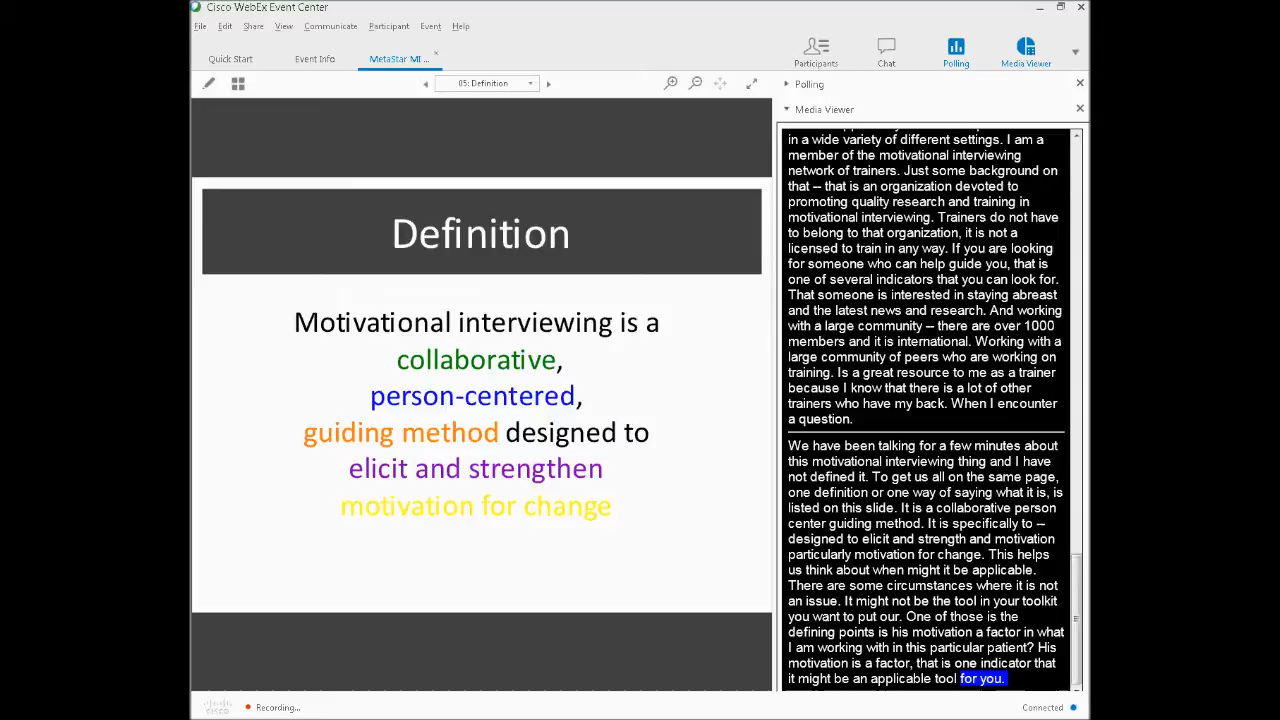 Cisco WebEx Event Center
File Edit Share View Communicate Participant Event Help
Quick Start Event Info MetaStar MI ...
Participants Chat Polling Media Viewer
05: Definition
Polling
Media Viewer
Definition
Motivational interviewing is a
collaborative,
person-centered,
guiding method designed to
elicit and strengthen
motivation for change
in a wide variety of different settings. I am a
member of the motivational interviewing
network of trainers. Just some background on
that -- that is an organization devoted to
promoting quality research and training in
motivational interviewing. Trainers do not have
to belong to that organization, it is not a
licensed to train in any way. If you are looking
for someone who can help guide you, that is
one of several indicators that you can look for.
That someone is interested in staying abreast
and the latest news and research. And working
with a large community -- there are over 1000
members and it is international. Working with a
large community of peers who are working on
training. Is a great resource to me as a trainer
because I know that there is a lot of other
trainers who have my back. When I encounter
a question.
We have been talking for a few minutes about
this motivational interviewing thing and I have
not defined it. To get us all on the same page,
one definition or one way of saying what it is, is
listed on this slide. It is a collaborative person
center guiding method. It is specifically to --
designed to elicit and strength and motivation
particularly motivation for change. This helps
us think about when might it be applicable.
There are some circumstances where it is not
an issue. It might not be the tool in your toolkit
you want to put our. One of those is the
defining points is his motivation a factor in what
I am working with in this particular patient? His
motivation is a factor, that is one indicator that
it might be an applicable tool for you.
cisco
Recording...
Connected